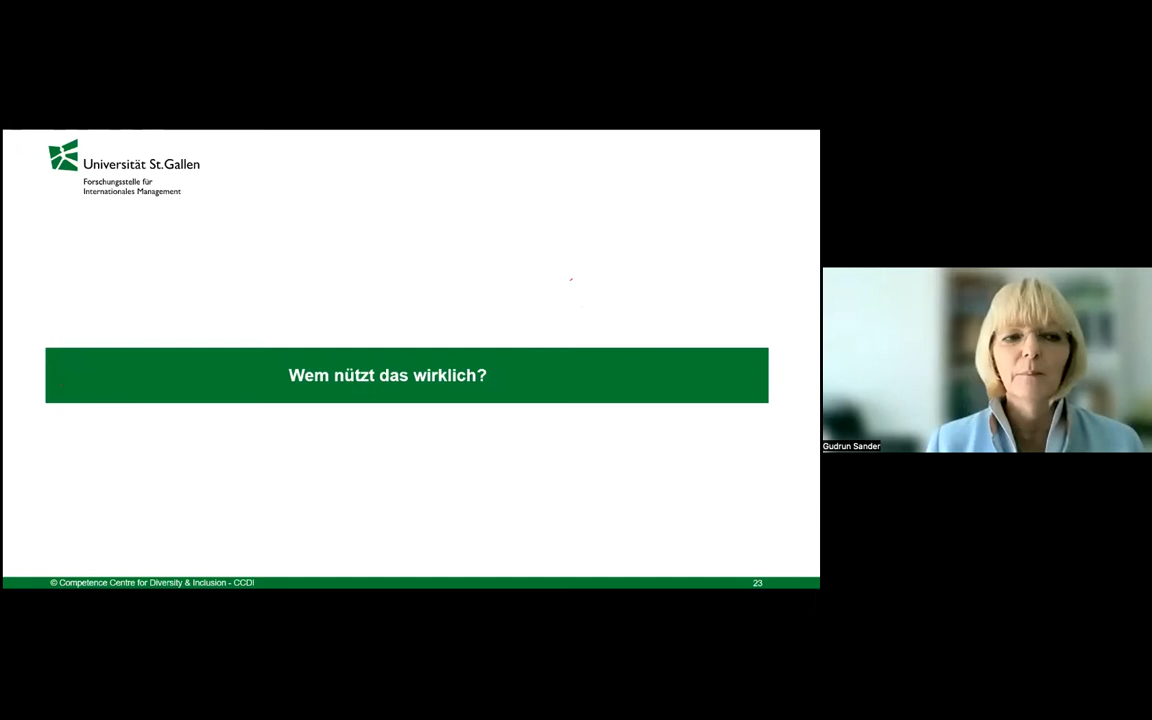 Universität St.Gallen
Forschungsstelle für
Internationales Management
Wem nützt das wirklich?
Gudrun Sander
© Competence Centre for Diversity & Inclusion - CCDI
23